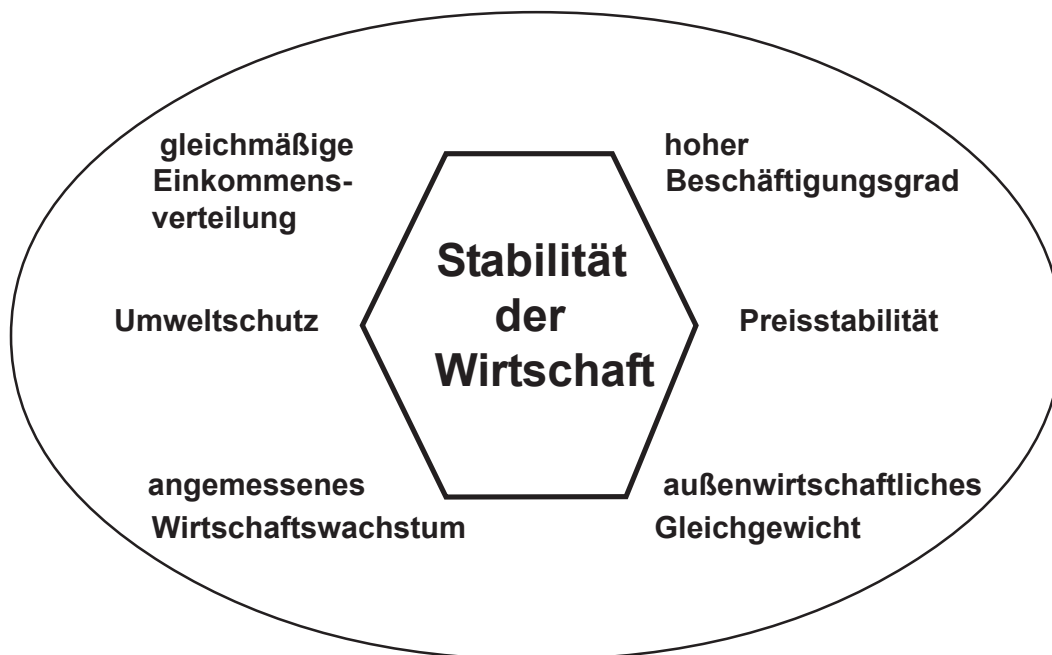 gleichmäßige
Einkommens-
verteilung
hoher
Beschäftigungsgrad
Stabilität
der
Wirtschaft
Umweltschutz
Preisstabilität
angemessenes
Wirtschaftswachstum
außenwirtschaftliches
Gleichgewicht